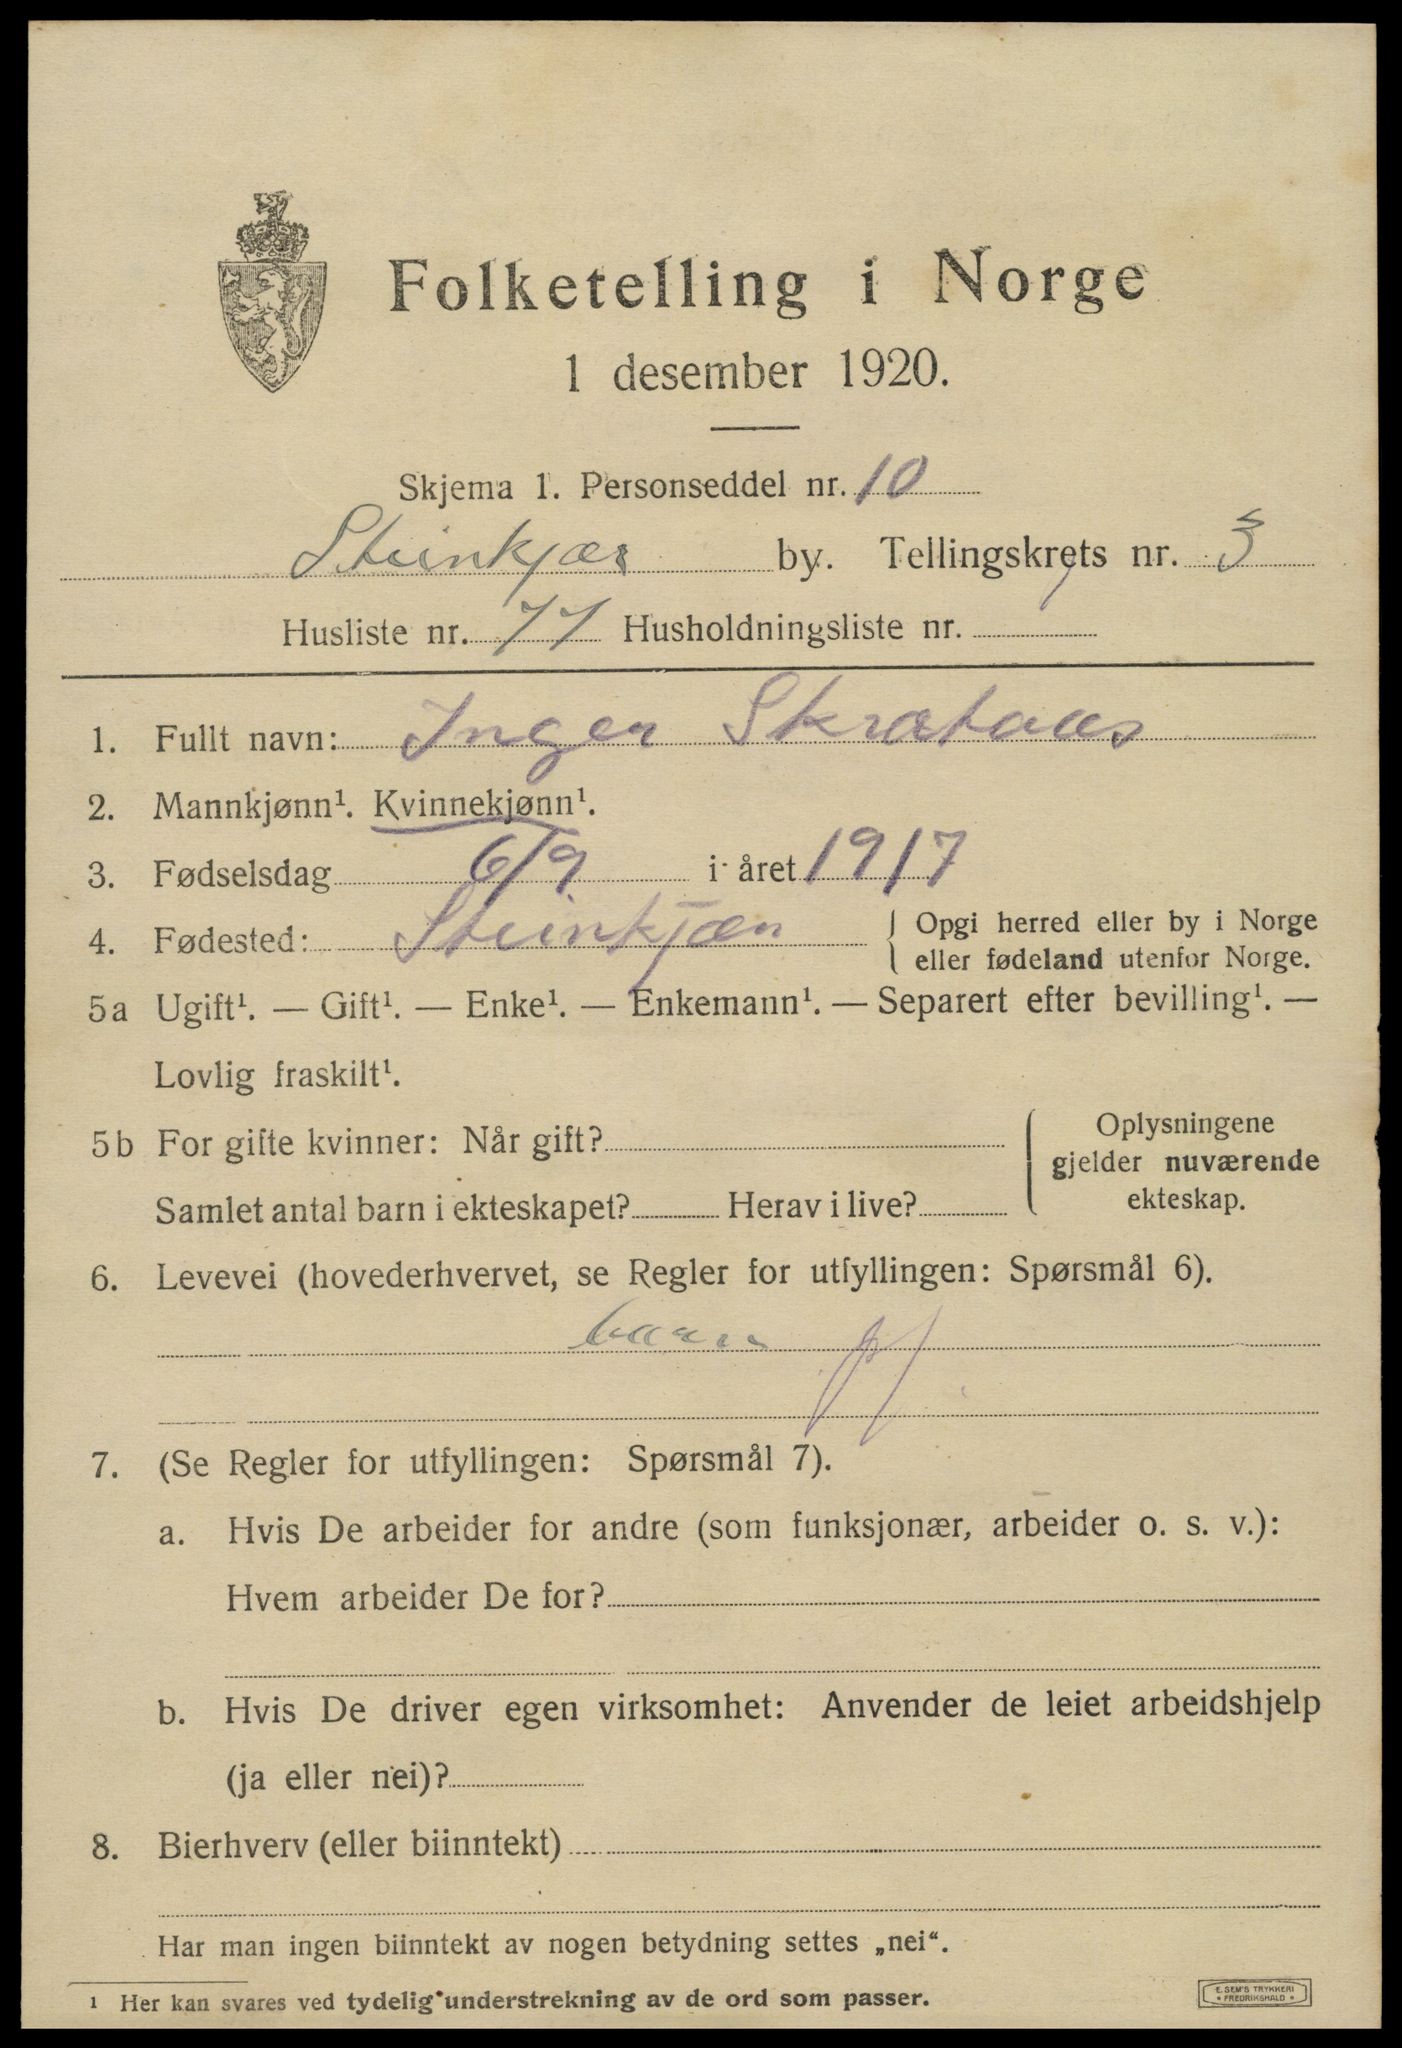 Folketelling i Norge
1 desember 1920.
Skjema 1. Personseddel nr. 10
Steinkjær by. Tellingskrets nr. 3
Husliste nr. 77 Husholdningsliste nr.
1. Fullt navn: Inger Skrataas
2. Mannkjønn¹. Kvinnekjønn¹.
3. Fødselsdag 6/9 i året 1917
4. Fødested: Steinkjær { Opgi herred eller by i Norge
eller fødeland utenfor Norge.
5a Ugift¹. — Gift¹. — Enke¹. — Enkemann¹. — Separert efter bevilling¹. —
Lovlig fraskilt¹.
5b For gifte kvinner: Når gift?
Samlet antal barn i ekteskapet? Herav i live?
Oplysningene
gjelder nuværende
ekteskap.
6. Levevei (hovederhvervet, se Regler for utfyllingen: Spørsmål 6).
barn
7. (Se Regler for utfyllingen: Spørsmål 7).
a. Hvis De arbeider for andre (som funksjonær, arbeider o. s. v.):
Hvem arbeider De for?
b. Hvis De driver egen virksomhet: Anvender de leiet arbeidshjelp
(ja eller nei)?
8. Bierhverv (eller biinntekt)
Har man ingen biinntekt av nogen betydning settes „nei“.
¹ Her kan svares ved tydelig understrekning av de ord som passer.
E. SEM'S TRYKKERI
FREDRIKSHALD